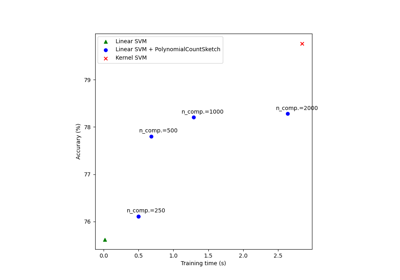 Linear SVM
Linear SVM + PolynomialCountSketch
Kernel SVM
79
n_comp.=1000
n_comp.=2000
78
n_comp.=500
Accurary (%)
77
n_comp.=250
76
0.0 0.5 1.0 1.5 2.0 2.5
Training time (s)